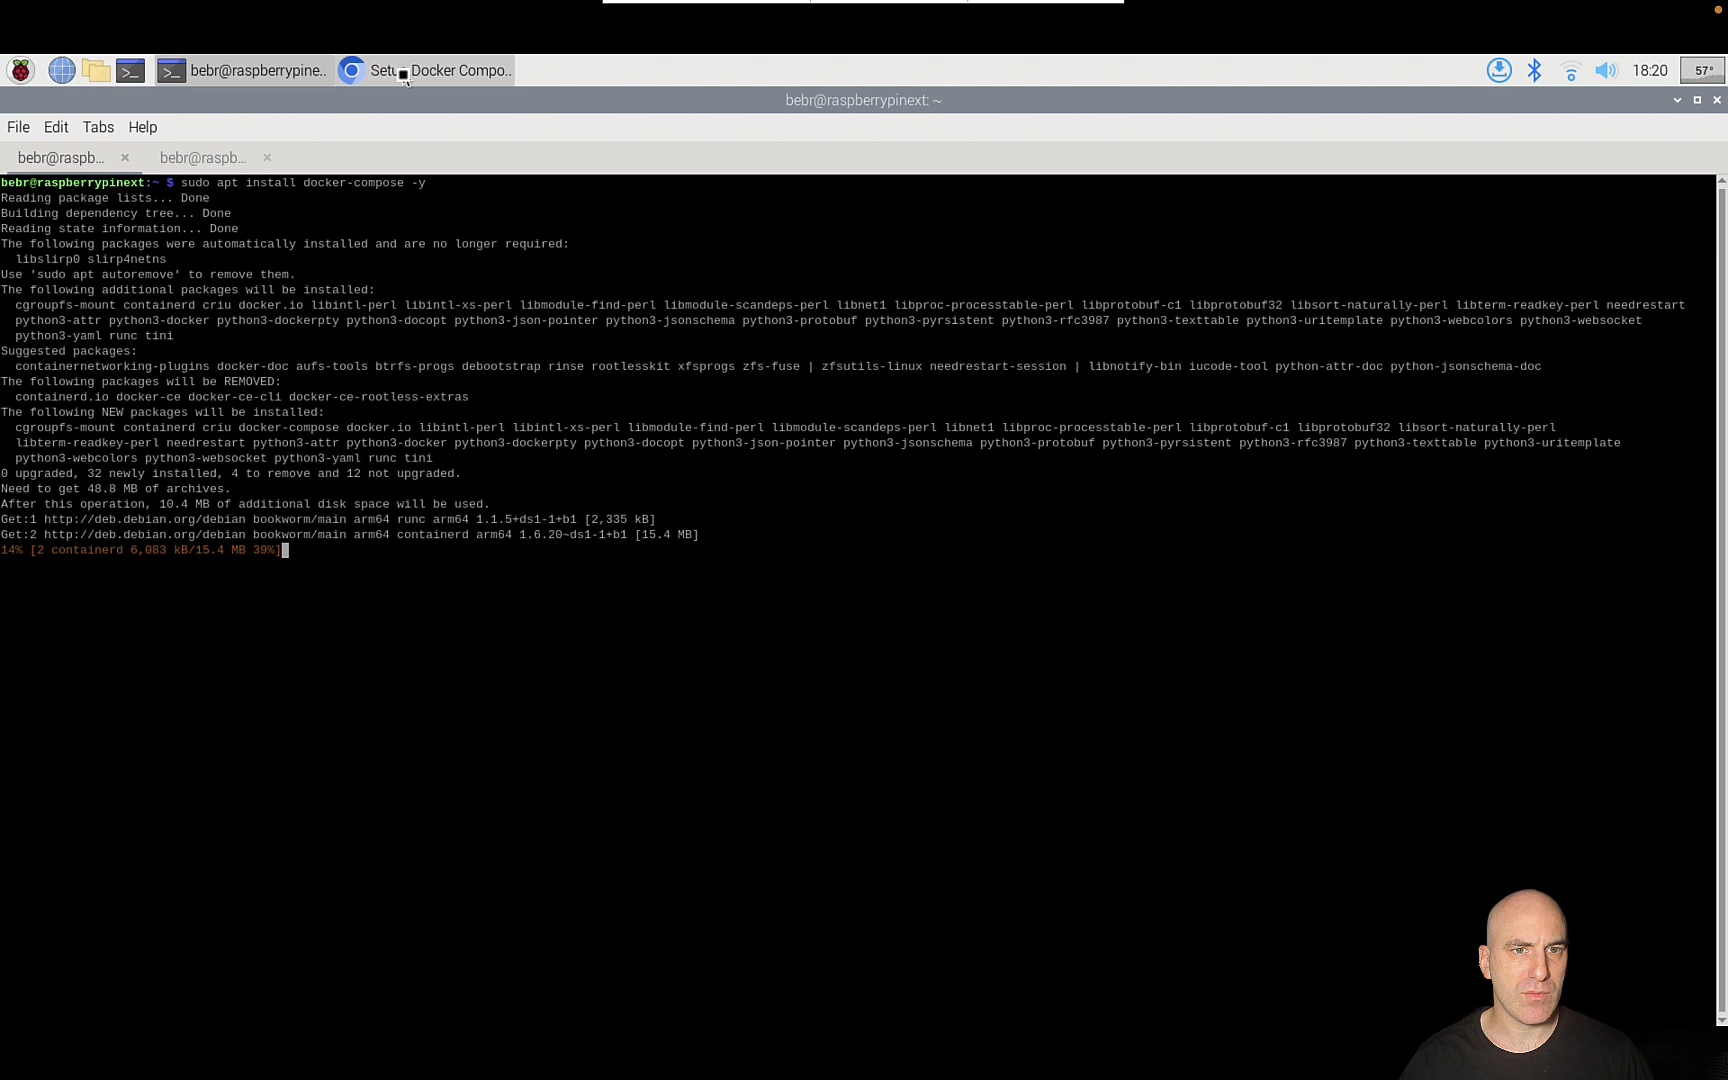 bebr@raspberrypine..
Setu Docker Compo..
18:20
57°
bebr@raspberrypinext: ~
File Edit Tabs Help
bebr@raspb...
bebr@raspb...
bebr@raspberrypinext:~ $ sudo apt install docker-compose -y
Reading package lists... Done
Building dependency tree... Done
Reading state information... Done
The following packages were automatically installed and are no longer required:
libslirp0 slirp4netns
Use 'sudo apt autoremove' to remove them.
The following additional packages will be installed:
cgroupfs-mount containerd criu docker.io libintl-perl libintl-xs-perl libmodule-find-perl libmodule-scandeps-perl libnet1 libproc-processtable-perl libprotobuf-c1 libprotobuf32 libsort-naturally-perl libterm-readkey-perl needrestart
python3-attr python3-docker python3-dockerpty python3-docopt python3-json-pointer python3-jsonschema python3-protobuf python3-pyrsistent python3-rfc3987 python3-texttable python3-uritemplate python3-webcolors python3-websocket
python3-yaml runc tini
Suggested packages:
containernetworking-plugins docker-doc aufs-tools btrfs-progs debootstrap rinse rootlesskit xfsprogs zfs-fuse | zfsutils-linux needrestart-session | libnotify-bin iucode-tool python-attr-doc python-jsonschema-doc
The following packages will be REMOVED:
containerd.io docker-ce docker-ce-cli docker-ce-rootless-extras
The following NEW packages will be installed:
cgroupfs-mount containerd criu docker-compose docker.io libintl-perl libintl-xs-perl libmodule-find-perl libmodule-scandeps-perl libnet1 libproc-processtable-perl libprotobuf-c1 libprotobuf32 libsort-naturally-perl
libterm-readkey-perl needrestart python3-attr python3-docker python3-dockerpty python3-docopt python3-json-pointer python3-jsonschema python3-protobuf python3-pyrsistent python3-rfc3987 python3-texttable python3-uritemplate
python3-webcolors python3-websocket python3-yaml runc tini
0 upgraded, 32 newly installed, 4 to remove and 12 not upgraded.
Need to get 48.8 MB of archives.
After this operation, 10.4 MB of additional disk space will be used.
Get:1 http://deb.debian.org/debian bookworm/main arm64 runc arm64 1.1.5+ds1-1+b1 [2,335 kB]
Get:2 http://deb.debian.org/debian bookworm/main arm64 containerd arm64 1.6.20~ds1-1+b1 [15.4 MB]
14% [2 containerd 6,083 kB/15.4 MB 39%]